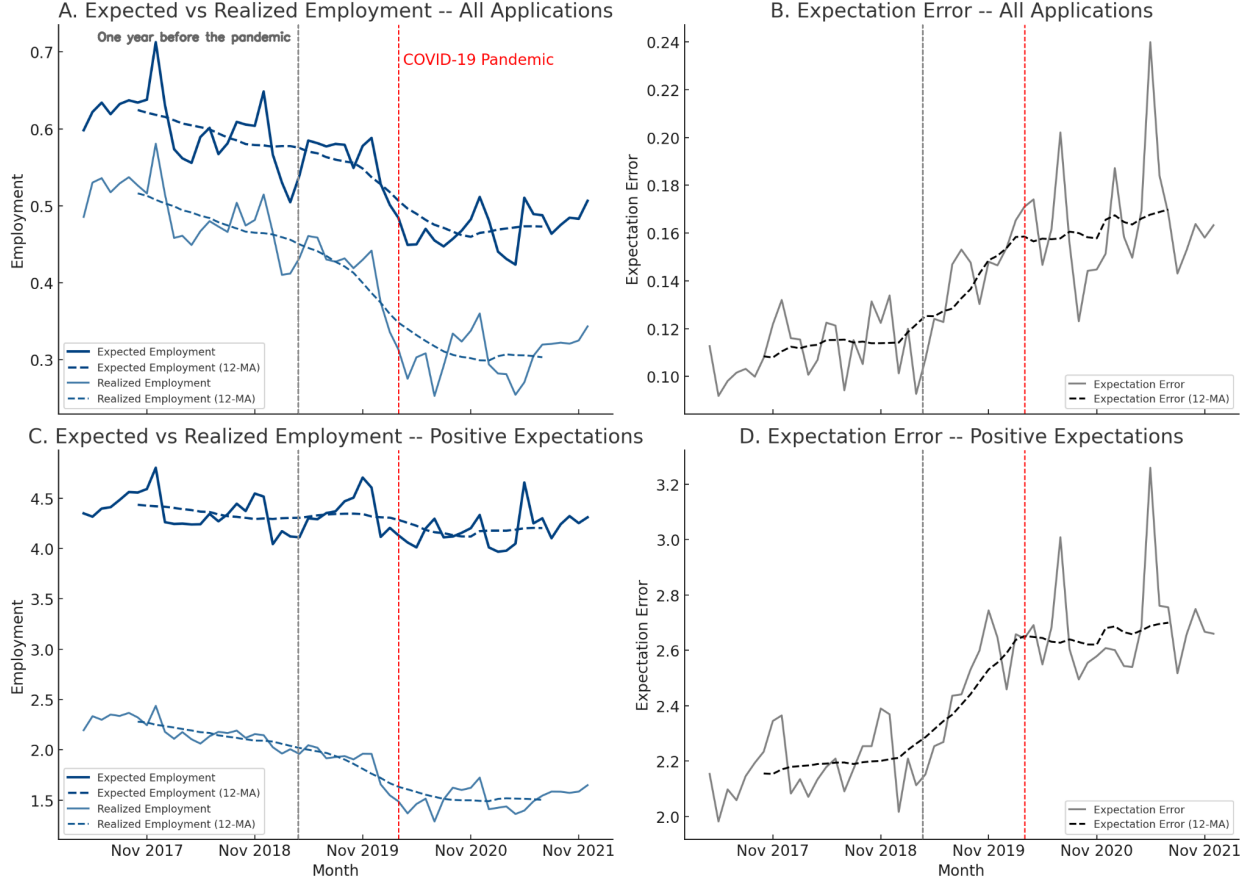 A. Expected vs Realized Employment -- All Applications
One year before the pandemic
COVID-19 Pandemic
0.7
0.6
0.5
0.4
0.3
Employment
Expected Employment
Expected Employment (12-MA)
Realized Employment
Realized Employment (12-MA)
B. Expectation Error -- All Applications
0.24
0.22
0.20
0.18
0.16
0.14
0.12
0.10
Expectation Error
Expectation Error
Expectation Error (12-MA)
C. Expected vs Realized Employment -- Positive Expectations
4.5
4.0
3.5
3.0
2.5
2.0
1.5
Employment
Expected Employment
Expected Employment (12-MA)
Realized Employment
Realized Employment (12-MA)
Nov 2017 Nov 2018 Nov 2019 Nov 2020 Nov 2021
Month
D. Expectation Error -- Positive Expectations
3.2
3.0
2.8
2.6
2.4
2.2
2.0
Expectation Error
Expectation Error
Expectation Error (12-MA)
Nov 2017 Nov 2018 Nov 2019 Nov 2020 Nov 2021
Month